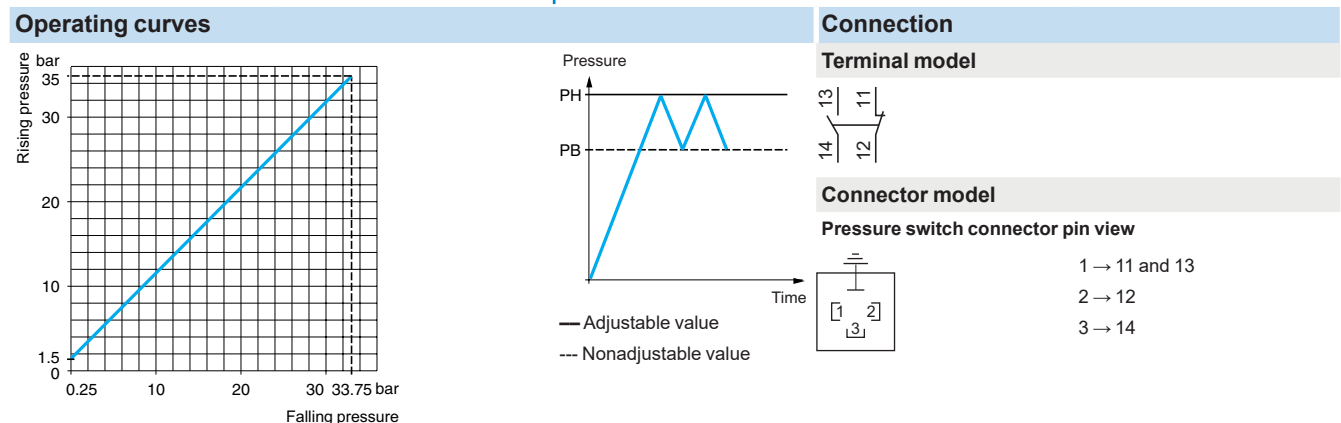 Operating curves
Rising pressure
bar
35
30
20
10
1.5
0
0.25 10 20 30 33.75 bar
Falling pressure
Pressure
PH
PB
Time
Adjustable value
--- Nonadjustable value
Connection
Terminal model
13 11
14 12
Connector model
Pressure switch connector pin view
1 2
3
1 → 11 and 13
2 → 12
3 → 14